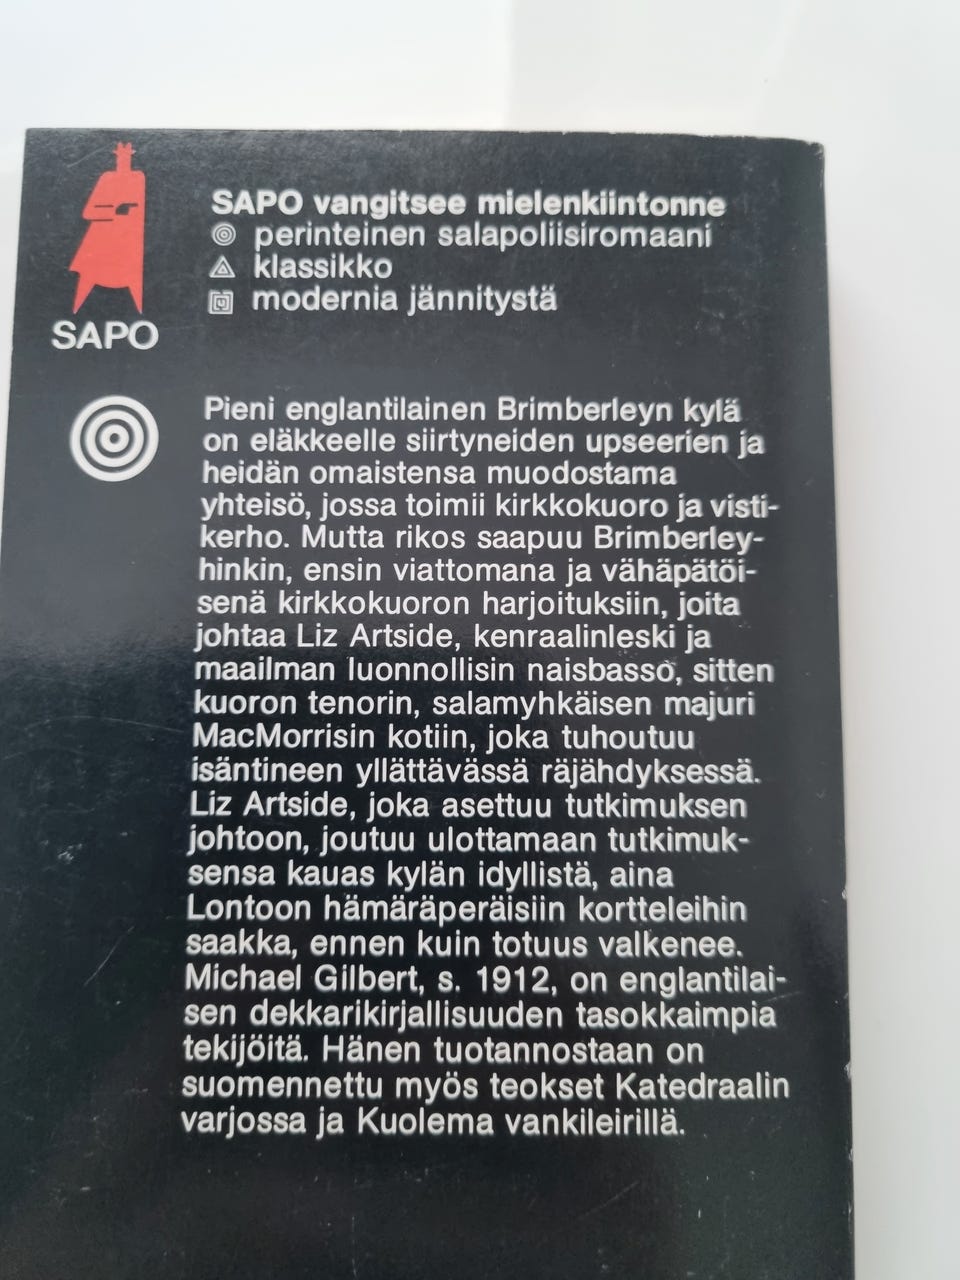 SAPO vangitsee mielenkiintonne
perinteinen salapoliisiromaani
klassikko
modernia jännitystä
SAPO
Pieni englantilainen Brimberleyn kylä
on eläkkeelle siirtyneiden upseerien ja
heidän omaistensa muodostama
yhteisö, jossa toimii kirkkokuoro ja visti-
kerho. Mutta rikos saapuu Brimberley-
hinkin, ensin viattomana ja vähäpätöi-
senä kirkkokuoron harjoituksiin, joita
johtaa Liz Artside, kenraalinleski ja
maailman luonnollisin naisbasso, sitten
kuoron tenorin, salamyhkäisen majuri
MacMorrisin kotiin, joka tuhoutuu
isäntineen yllättävässä räjähdyksessä.
Liz Artside, joka asettuu tutkimuksen
johtoon, joutuu ulottamaan tutkimuk-
sensa kauas kylän idyllistä, aina
Lontoon hämäräperäisiin kortteleihin
saakka, ennen kuin totuus valkenee.
Michael Gilbert, s. 1912, on englantilai-
sen dekkarikirjallisuuden tasokkaimpia
tekijöitä. Hänen tuotannostaan on
suomennettu myös teokset Katedraalin
varjossa ja Kuolema vankileirillä.